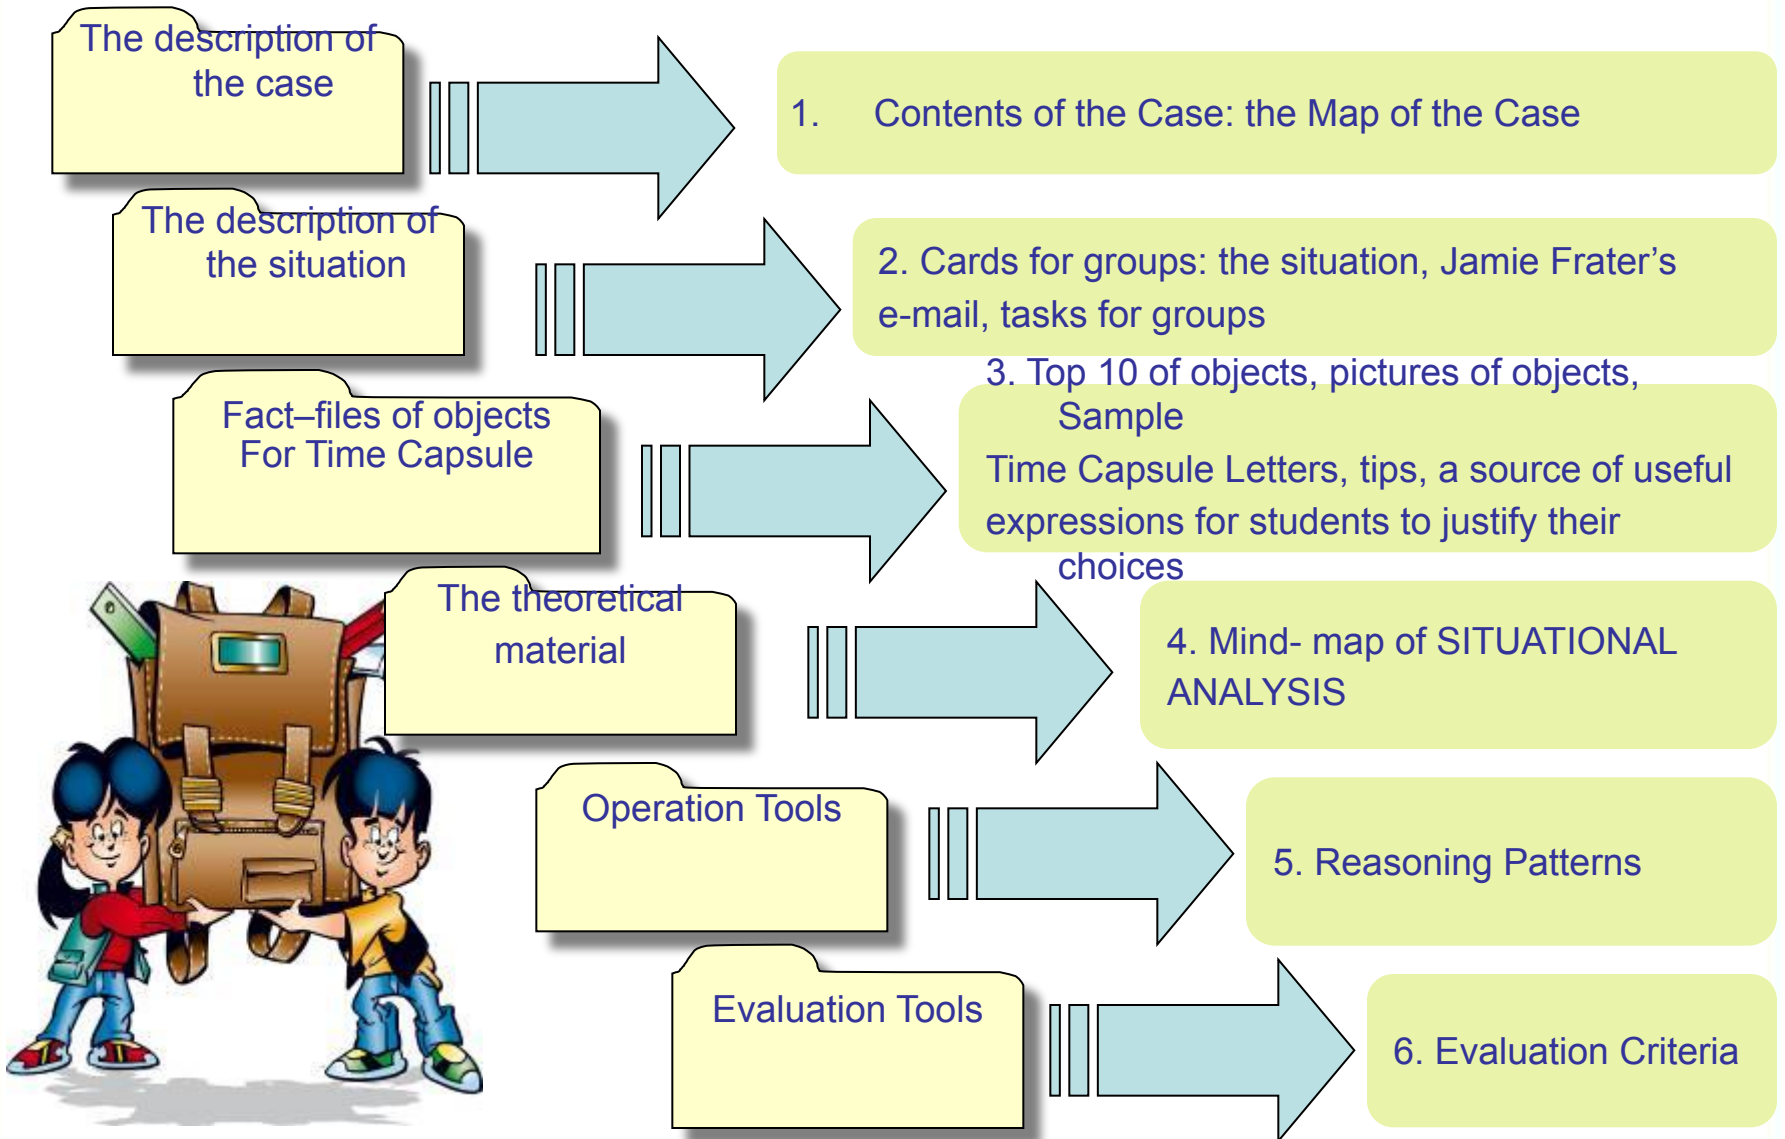 The description of
the case
1. Contents of the Case: the Map of the Case
The description of
the situation
2. Cards for groups: the situation, Jamie Frater’s
e-mail, tasks for groups
Fact–files of objects
For Time Capsule
3. Top 10 of objects, pictures of objects,
Sample
Time Capsule Letters, tips, a source of useful
expressions for students to justify their
choices
The theoretical
material
4. Mind- map of SITUATIONAL
ANALYSIS
Operation Tools
5. Reasoning Patterns
Evaluation Tools
6. Evaluation Criteria